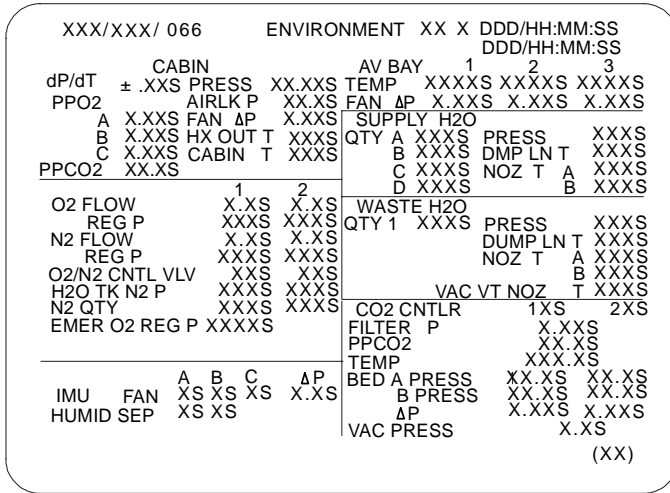 XXX/XXX/ 066 ENVIRONMENT XX X DDD/HH:MM:SS
DDD/HH:MM:SS
CABIN
dP/dT ± .XXS PRESS XX.XXS
PPO2 AIRLK P XX.XS
A X.XXS FAN ΔP X.XXS
B X.XXS HX OUT T XXXS
C X.XXS CABIN T XXXS
PPCO2 XX.XS
AV BAY 1 2 3
TEMP XXXXS XXXXS XXXXS
FAN ΔP X.XXS X.XXS X.XXS
SUPPLY H2O
QTY A XXXS PRESS XXXS
B XXXS DMP LN T XXXS
C XXXS NOZ T A XXXS
D XXXS B XXXS
1 2
O2 FLOW X.XS X.XS
REG P XXXS XXXS
N2 FLOW X.XS X.XS
REG P XXXS XXXS
O2/N2 CNTL VLV XXS XXS
H2O TK N2 P XXXS XXXS
N2 QTY XXXS XXXS
EMER O2 REG P XXXXS
WASTE H2O
QTY 1 XXXS PRESS XXXS
DUMP LN T XXXS
NOZ T A XXXS
B XXXS
VAC VT NOZ T XXXS
CO2 CNTLR 1XS 2XS
FILTER P X.XXS
PPCO2 XX.XS
TEMP XXX.XS
BED A PRESS XX.XS XX.XS
B PRESS XX.XS XX.XS
ΔP X.XXS X.XXS
VAC PRESS X.XS
A B C ΔP
IMU FAN XS XS XS X.XS
HUMID SEP XS XS
(XX)